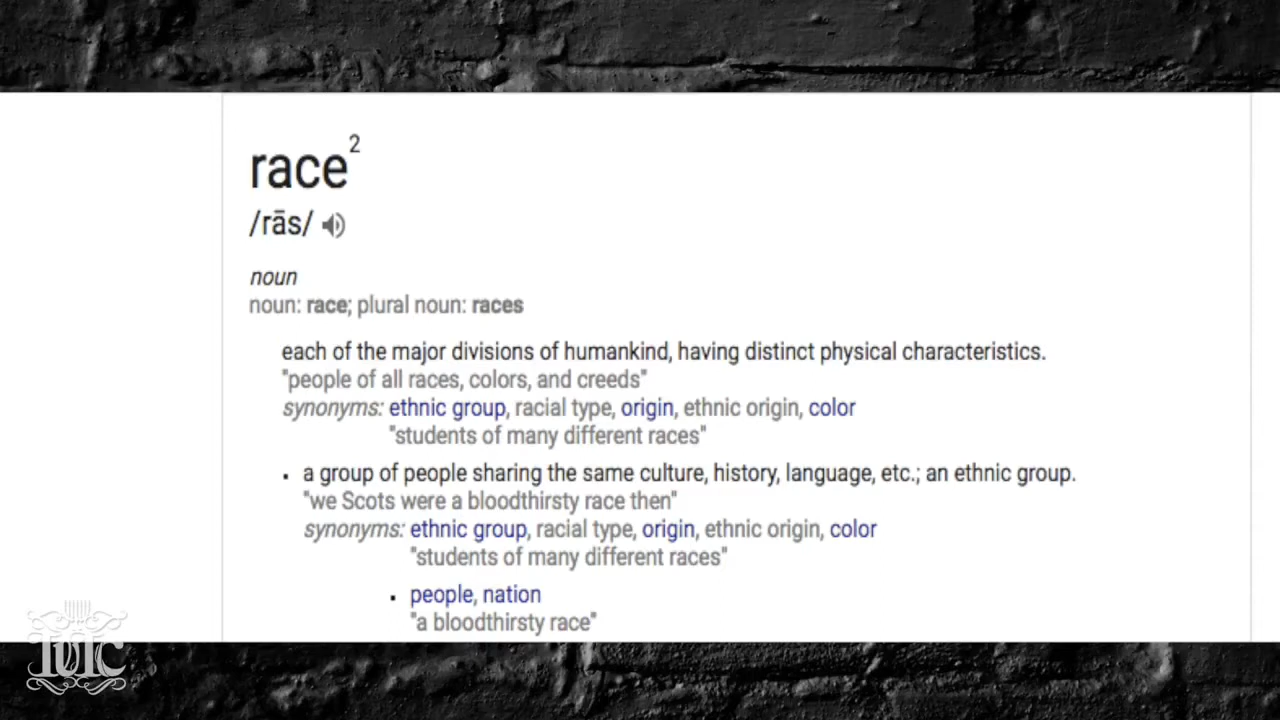 race²
/rās/
noun
noun: race; plural noun: races
each of the major divisions of humankind, having distinct physical characteristics.
"people of all races, colors, and creeds"
synonyms: ethnic group, racial type, origin, ethnic origin, color
"students of many different races"
• a group of people sharing the same culture, history, language, etc.; an ethnic group.
"we Scots were a bloodthirsty race then"
synonyms: ethnic group, racial type, origin, ethnic origin, color
"students of many different races"
• people, nation
"a bloodthirsty race"
IUIC